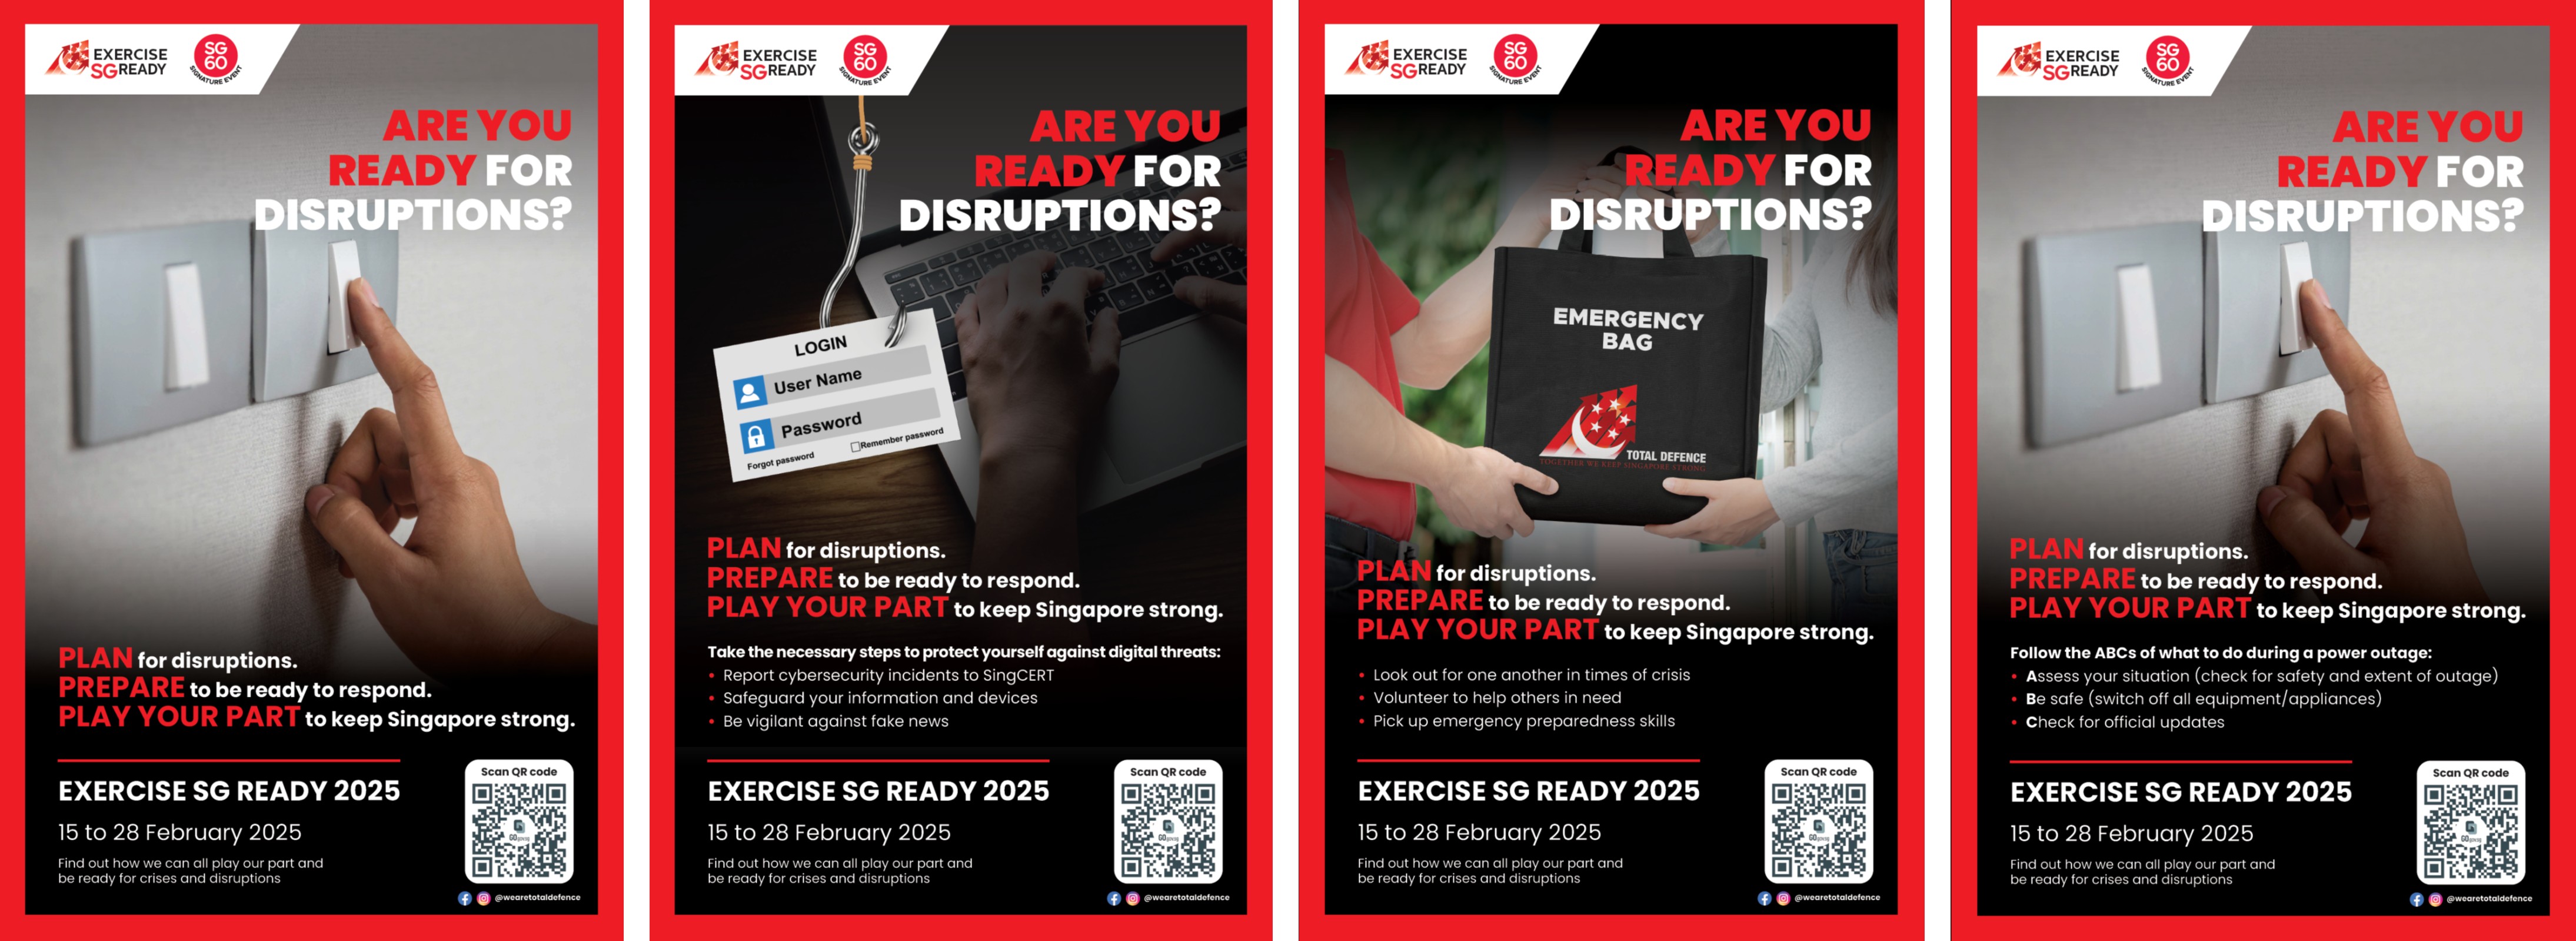 EXERCISE
SG READY
SG
60
SIGNATURE EVENT
ARE YOU
READY FOR
DISRUPTIONS?
PLAN for disruptions.
PREPARE to be ready to respond.
PLAY YOUR PART to keep Singapore strong.
EXERCISE SG READY 2025
15 to 28 February 2025
Find out how we can all play our part and
be ready for crises and disruptions
Scan QR code
GOgov.sg
@wearetotaldefence
EXERCISE
SG READY
SG
60
SIGNATURE EVENT
ARE YOU
READY FOR
DISRUPTIONS?
LOGIN
User Name
Password
Remember password
Forgot password
PLAN for disruptions.
PREPARE to be ready to respond.
PLAY YOUR PART to keep Singapore strong.
Take the necessary steps to protect yourself against digital threats:
• Report cybersecurity incidents to SingCERT
• Safeguard your information and devices
• Be vigilant against fake news
EXERCISE SG READY 2025
15 to 28 February 2025
Find out how we can all play our part and
be ready for crises and disruptions
Scan QR code
GOgov.sg
@wearetotaldefence
EXERCISE
SG READY
SG
60
SIGNATURE EVENT
ARE YOU
READY FOR
DISRUPTIONS?
EMERGENCY
BAG
TOTAL DEFENCE
TOGETHER WE KEEP SINGAPORE STRONG
PLAN for disruptions.
PREPARE to be ready to respond.
PLAY YOUR PART to keep Singapore strong.
• Look out for one another in times of crisis
• Volunteer to help others in need
• Pick up emergency preparedness skills
EXERCISE SG READY 2025
15 to 28 February 2025
Find out how we can all play our part and
be ready for crises and disruptions
Scan QR code
GOgov.sg
@wearetotaldefence
EXERCISE
SG READY
SG
60
SIGNATURE EVENT
ARE YOU
READY FOR
DISRUPTIONS?
PLAN for disruptions.
PREPARE to be ready to respond.
PLAY YOUR PART to keep Singapore strong.
Follow the ABCs of what to do during a power outage:
• Assess your situation (check for safety and extent of outage)
• Be safe (switch off all equipment/appliances)
• Check for official updates
EXERCISE SG READY 2025
15 to 28 February 2025
Find out how we can all play our part and
be ready for crises and disruptions
Scan QR code
GOgov.sg
@wearetotaldefence